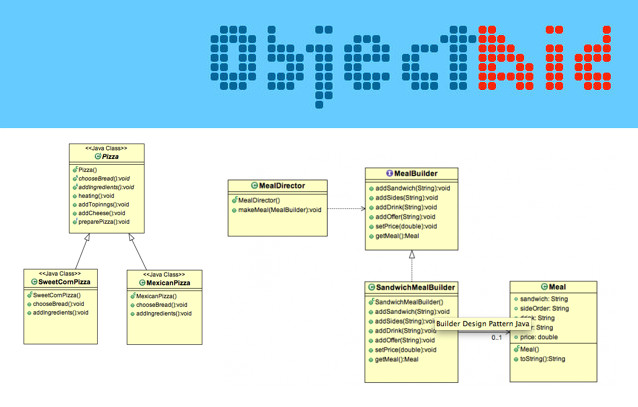 ObjectAid
<<Java Class>>
Pizza
Pizza()
chooseBread():void
addIngredients():void
heating():void
addTopinngs():void
addCheese():void
preparePizza():void
<<Java Class>>
SweetCornPizza
SweetCornPizza()
chooseBread():void
addIngredients():void
<<Java Class>>
MexicanPizza
MexicanPizza()
chooseBread():void
addIngredients():void
MealDirector
MealDirector()
makeMeal(MealBuilder):void
MealBuilder
addSandwich(String):void
addSides(String):void
addDrink(String):void
addOffer(String):void
setPrice(double):void
getMeal():Meal
SandwichMealBuilder
SandwichMealBuilder()
addSandwich(String):void
addSides(String):void
addDrink(String):void
addOffer(String):void
setPrice(double):void
getMeal():Meal
Builder Design Pattern Java
0..1
Meal
sandwich: String
sideOrder: String
drink: String
String
price: double
Meal()
toString():String